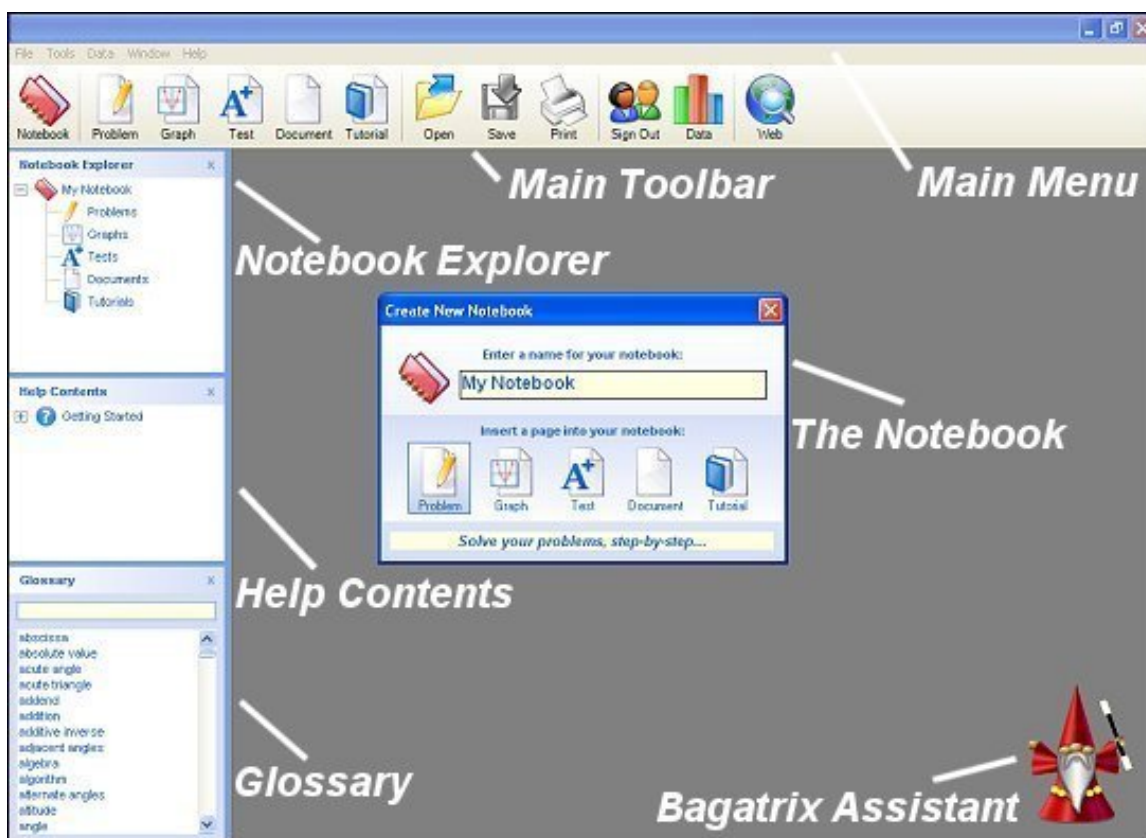 File Tools Data Window Help
Notebook Problem Graph Test Document Tutorial Open Save Print Sign Out Data Web
Main Toolbar
Main Menu
Notebook Explorer
My Notebook
Problems
Graphs
Tests
Documents
Tutorials
Notebook Explorer
Create New Notebook
Enter a name for your notebook:
My Notebook
Insert a page into your notebook:
Problem Graph Test Document Tutorial
Solve your problems, step-by-step...
The Notebook
Help Contents
Getting Started
Help Contents
Glossary
abscissa
absolute value
acute angle
acute triangle
addend
addition
additive inverse
adjacent angles
algebra
algorithm
alternate angles
altitude
angle
Glossary
Bagatrix Assistant